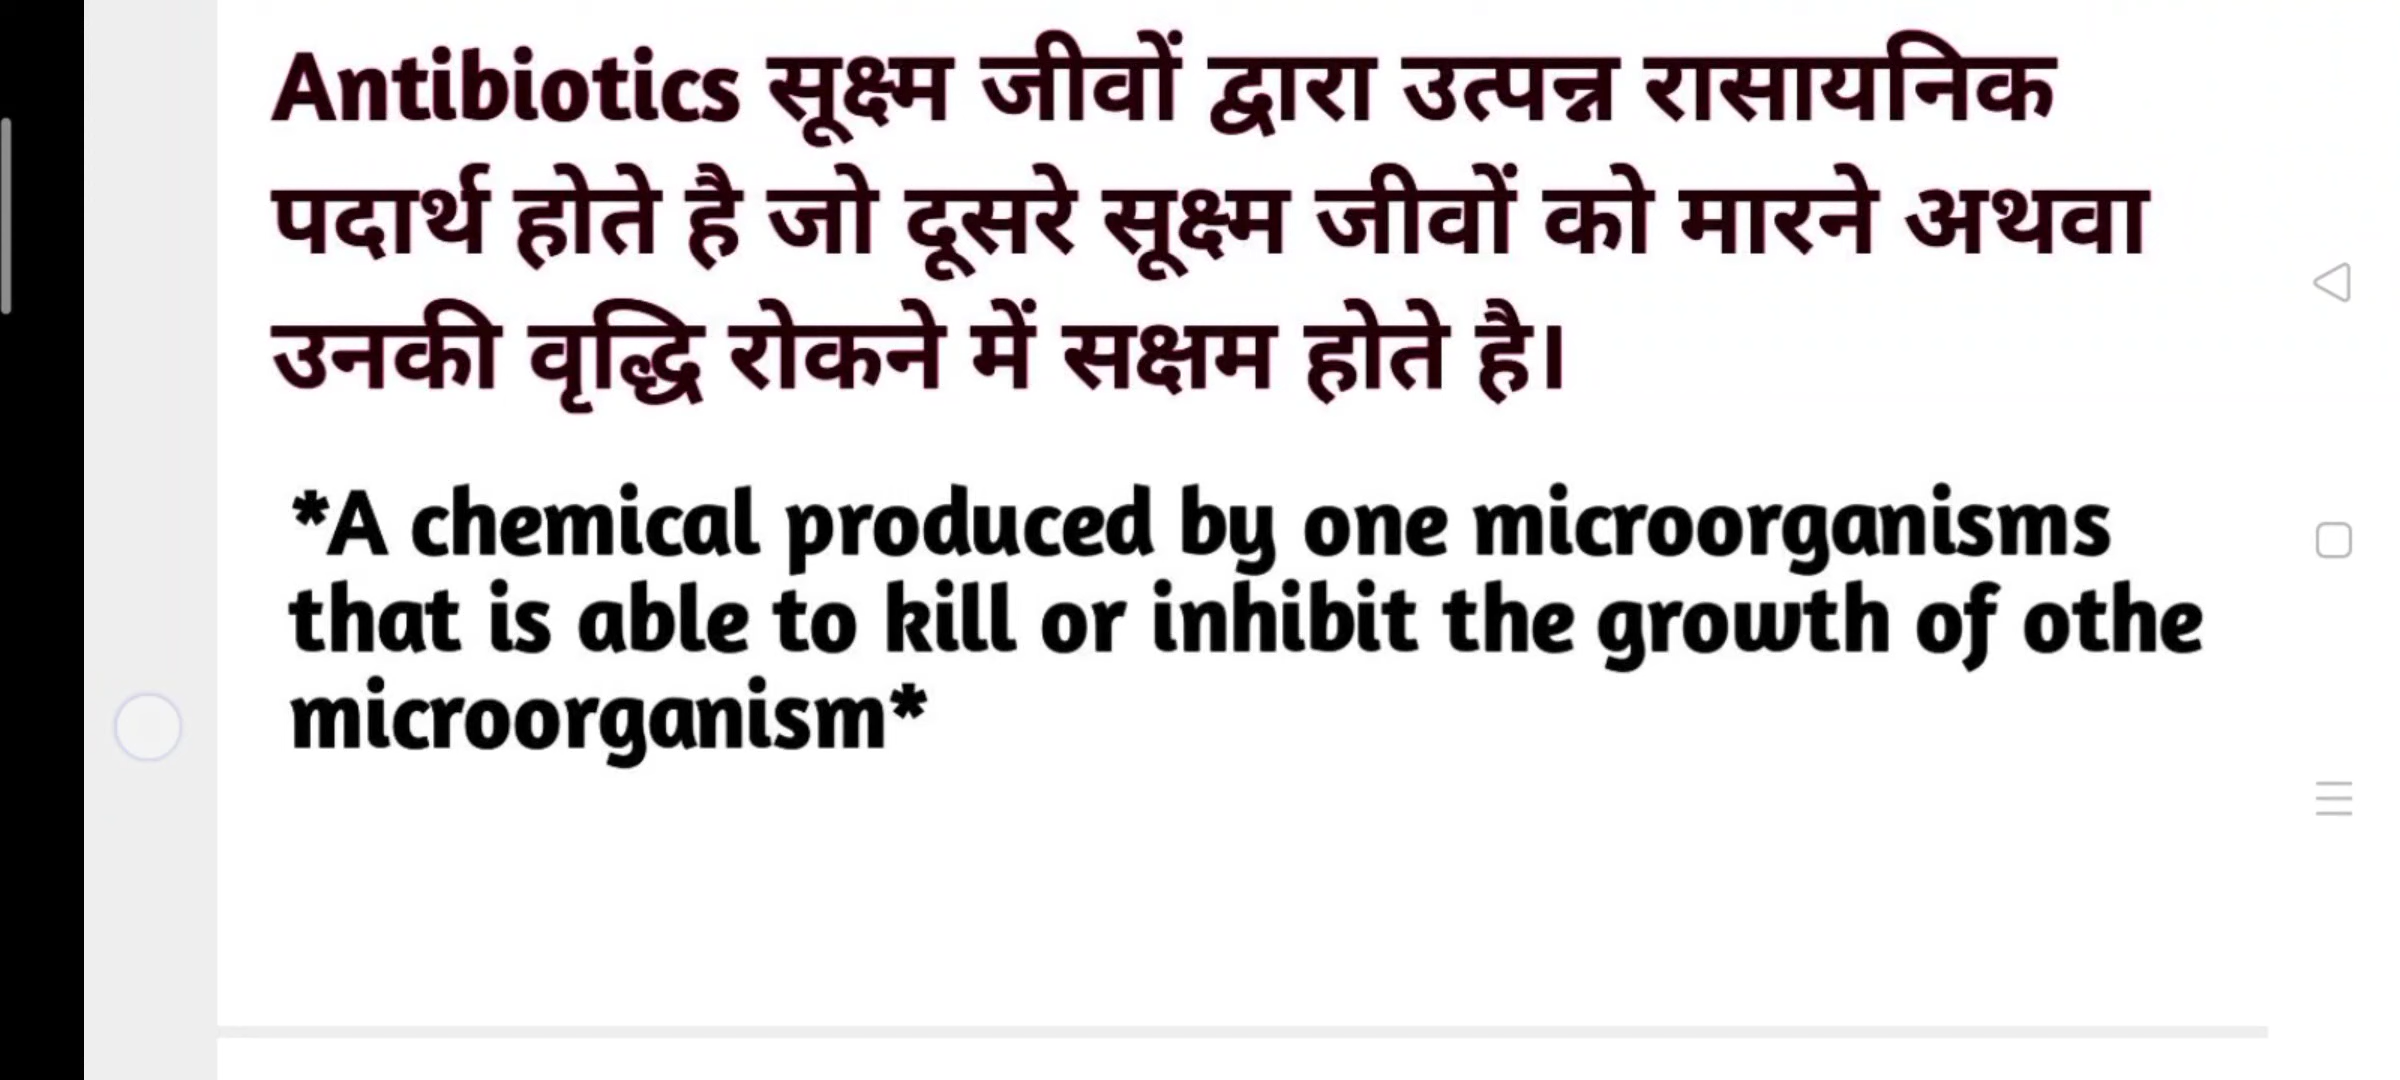 Antibiotics सूक्ष्म जीवों द्वारा उत्पन्न रासायनिक
पदार्थ होते है जो दूसरे सूक्ष्म जीवों को मारने अथवा
उनकी वृद्धि रोकने में सक्षम होते है।
*A chemical produced by one microorganisms
that is able to kill or inhibit the growth of othe
microorganism*